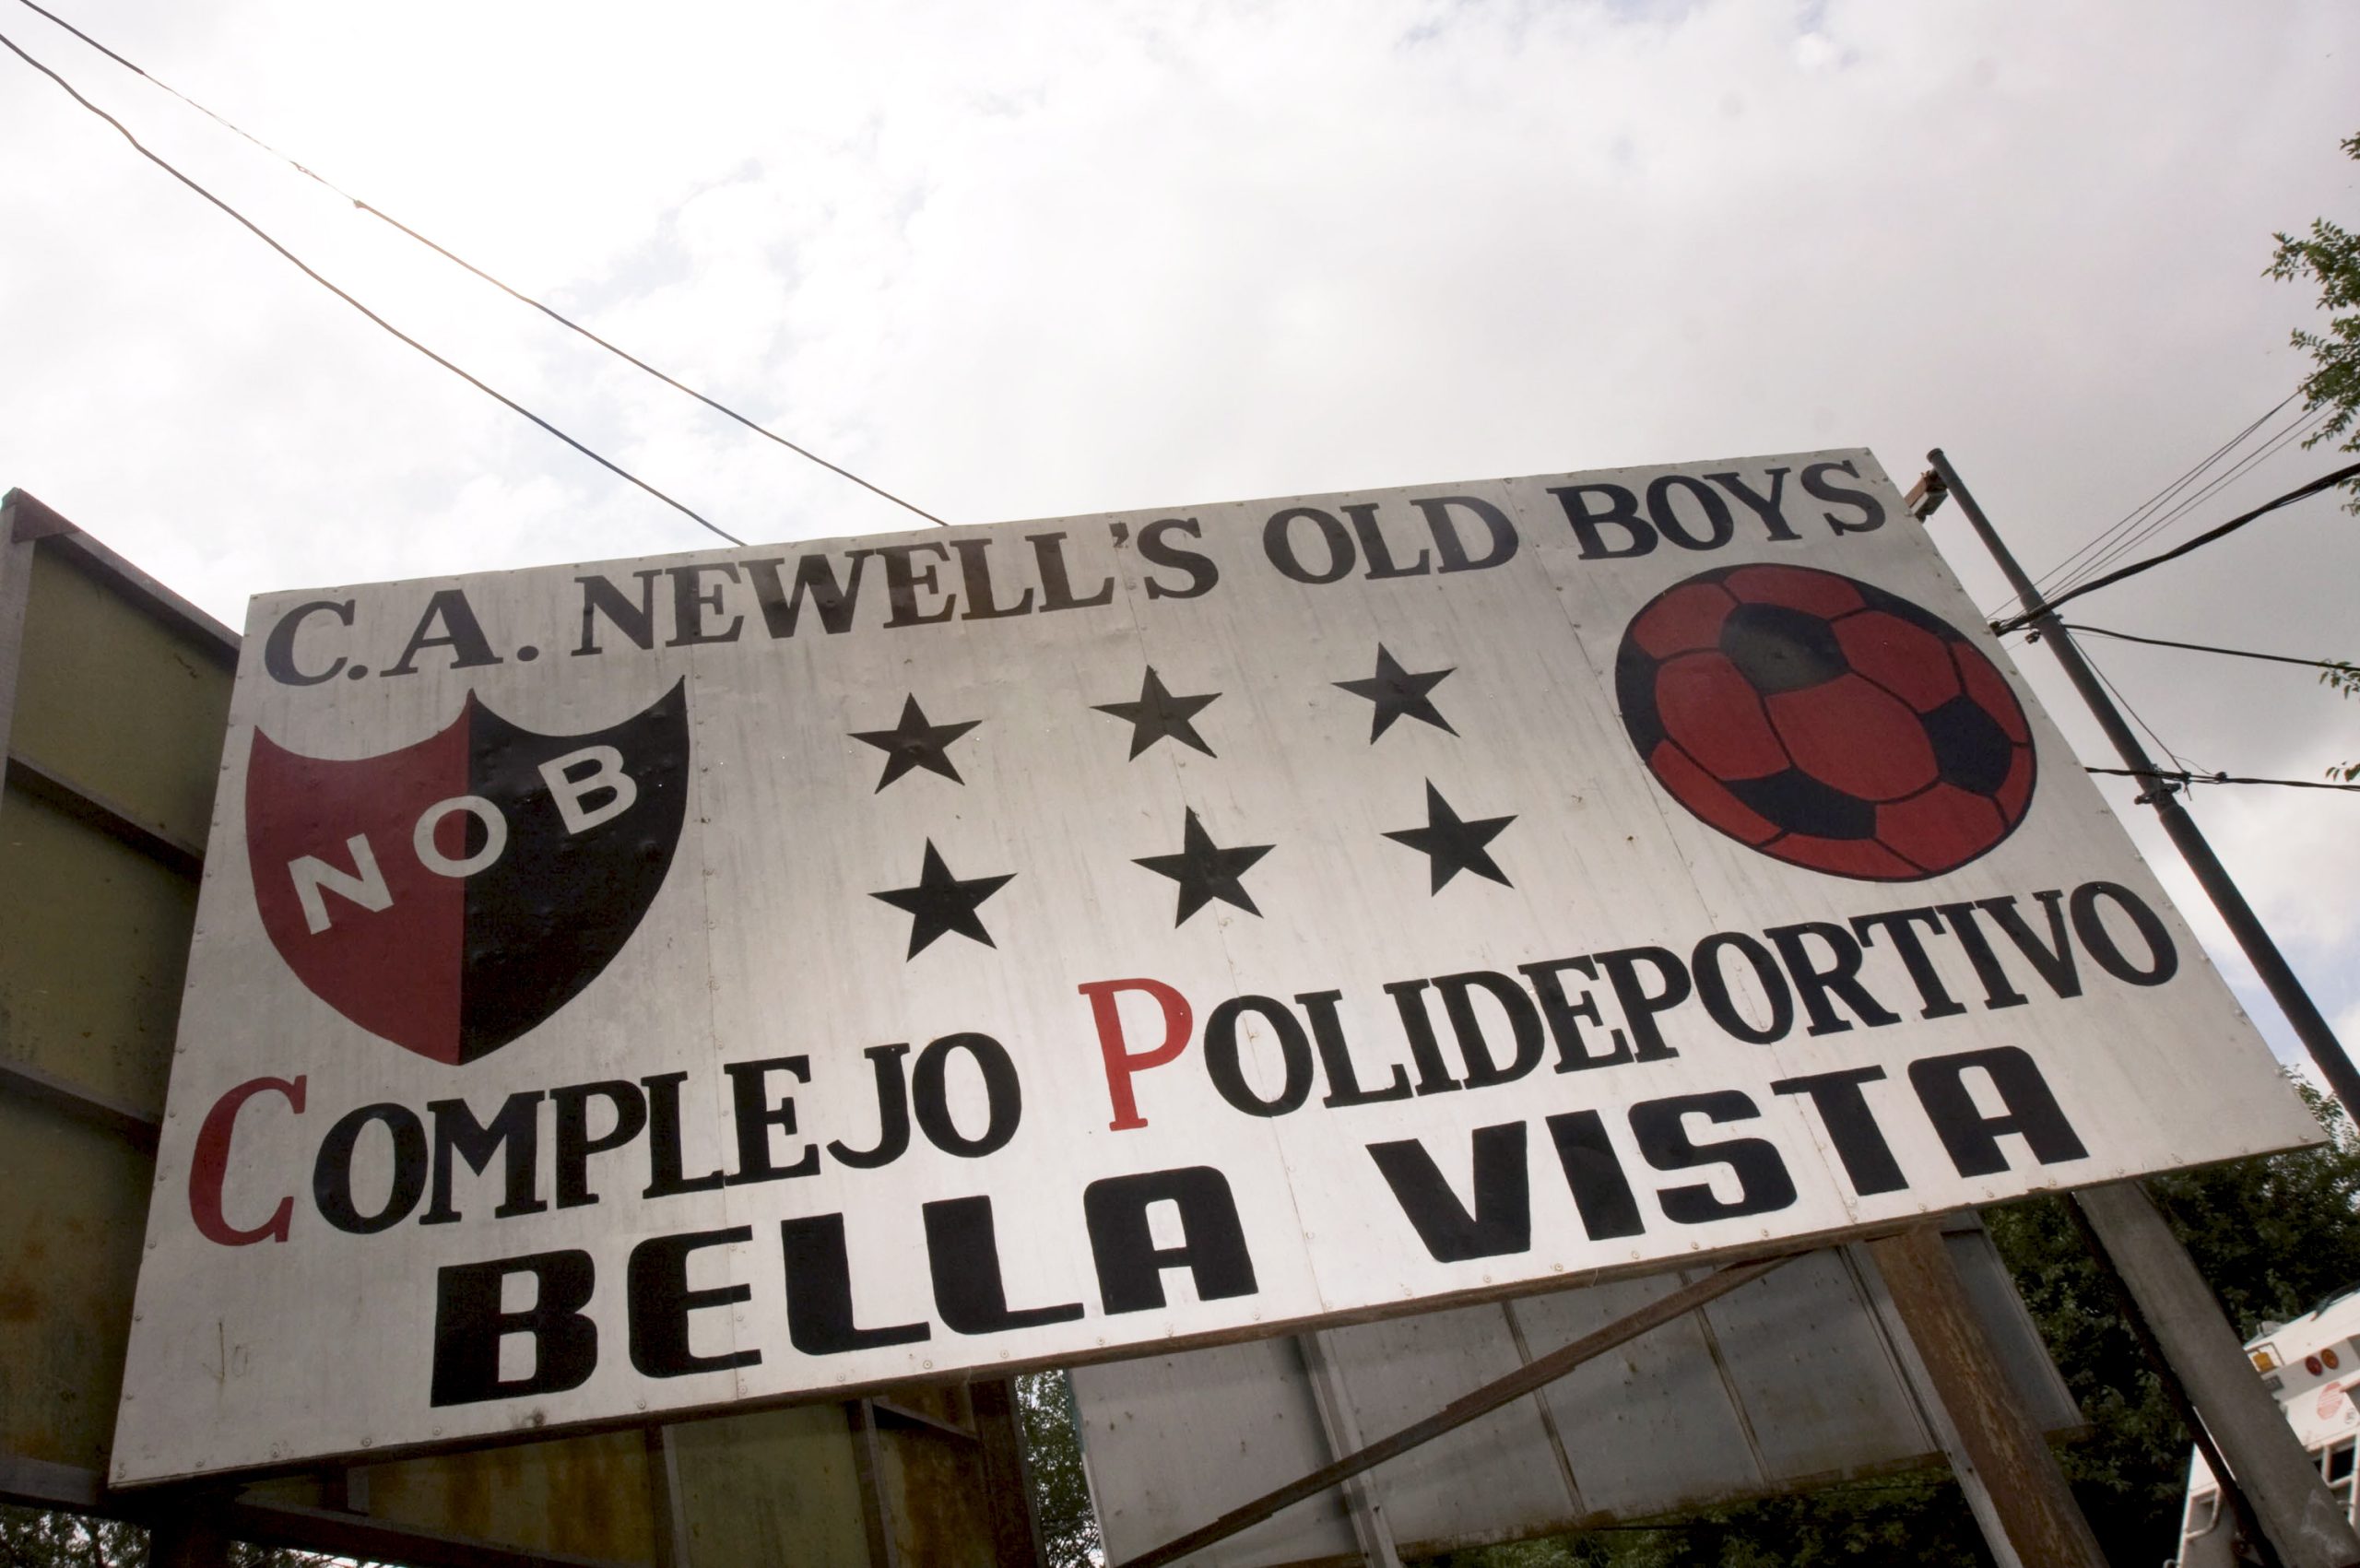 C.A. NEWELL'S OLD BOYS
NOB
COMPLEJO POLIDEPORTIVO
BELLA VISTA